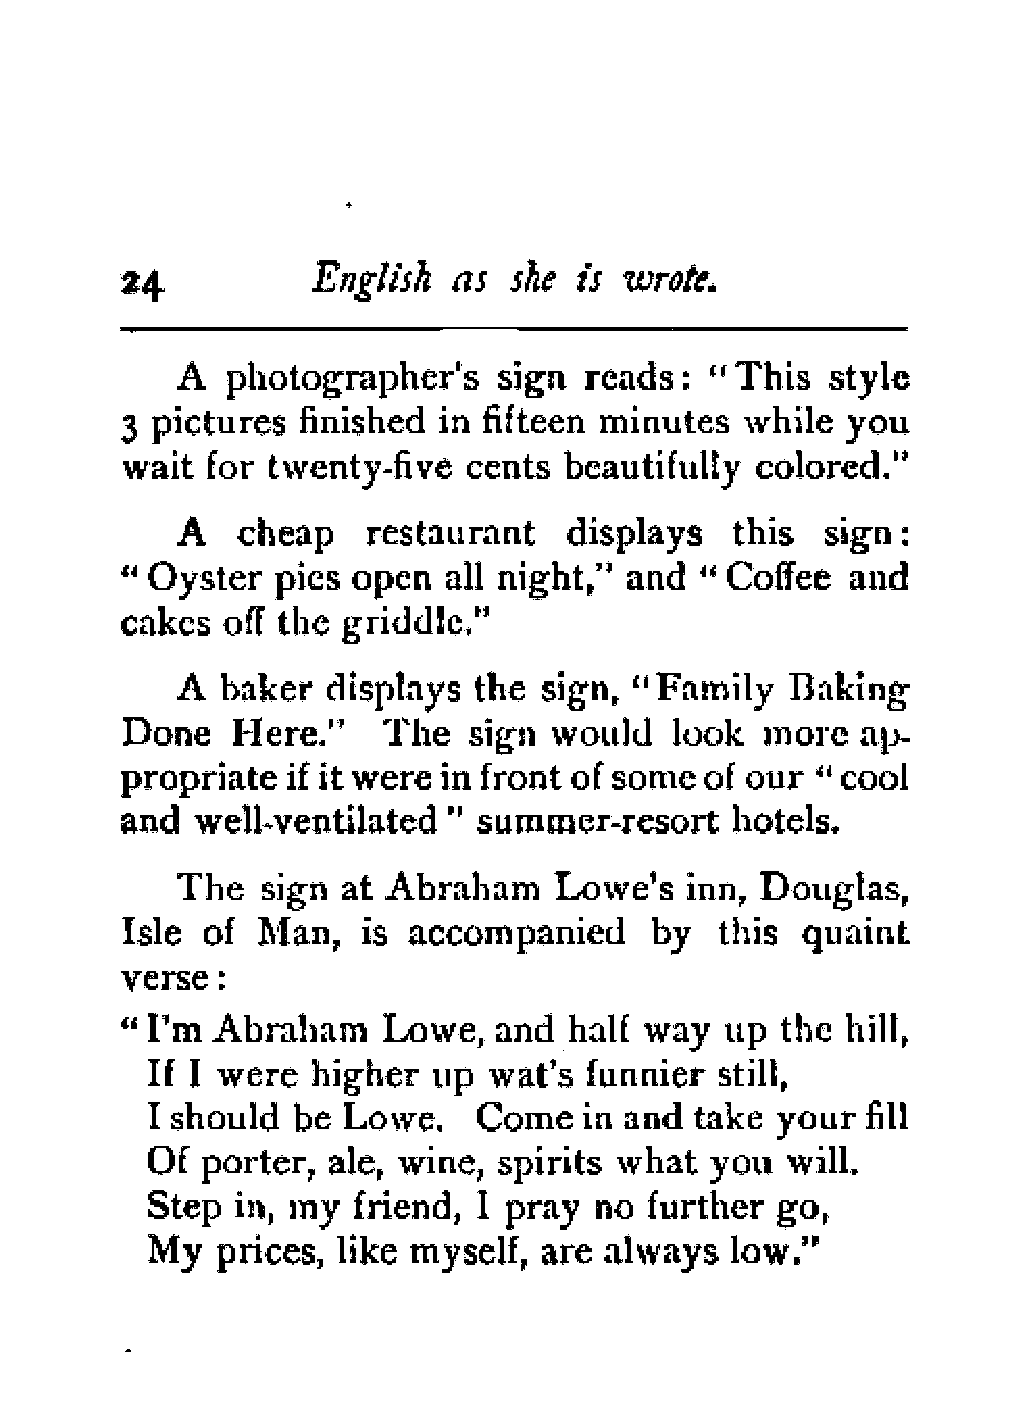 24 English as she is wrote.
A photographer's sign reads: "This style
3 pictures finished in fifteen minutes while you
wait for twenty-five cents beautifully colored."
A cheap restaurant displays this sign:
"Oyster pies open all night," and "Coffee and
cakes off the griddle."
A baker displays the sign, "Family Baking
Done Here." The sign would look more ap-
propriate if it were in front of some of our "cool
and well-ventilated" summer-resort hotels.
The sign at Abraham Lowe's inn, Douglas,
Isle of Man, is accompanied by this quaint
verse:
"I'm Abraham Lowe, and half way up the hill,
If I were higher up wat's funnier still,
I should be Lowe. Come in and take your fill
Of porter, ale, wine, spirits what you will.
Step in, my friend, I pray no further go,
My prices, like myself, are always low."